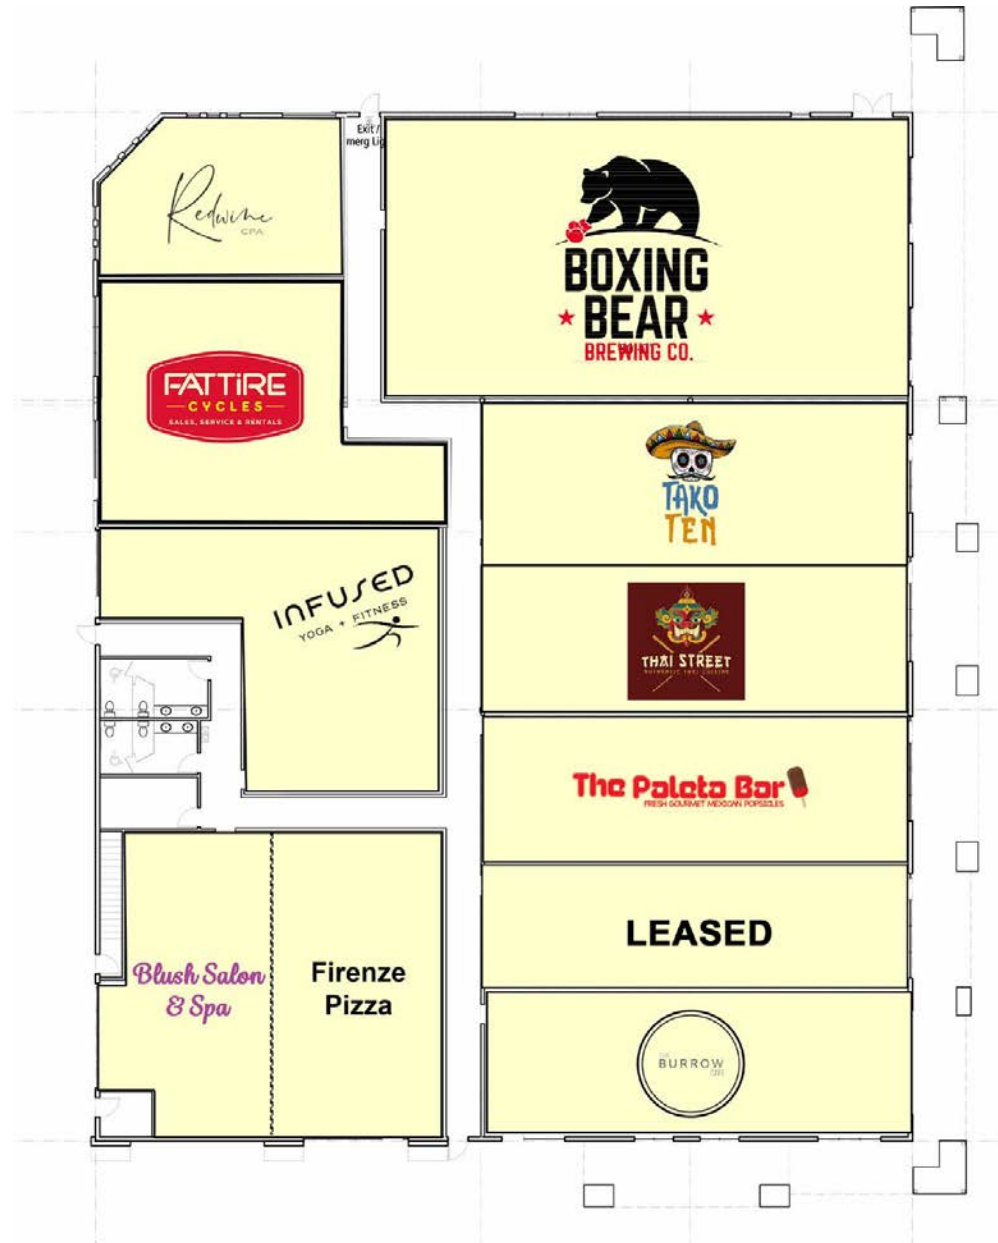 Exit /
merg Lig
Redwine
CPA
BOXING
BEAR
BREWING CO.
FATTIRE
CYCLES
SALES, SERVICE & RENTALS
TAKO
TEN
INFUSED
YOGA + FITNESS
THAI STREET
AUTHENTIC THAI CUISINE
The Paleta Bar
FRESH GOURMET MEXICAN POPSICLES
LEASED
Blush Salon
& Spa
Firenze
Pizza
BURROW